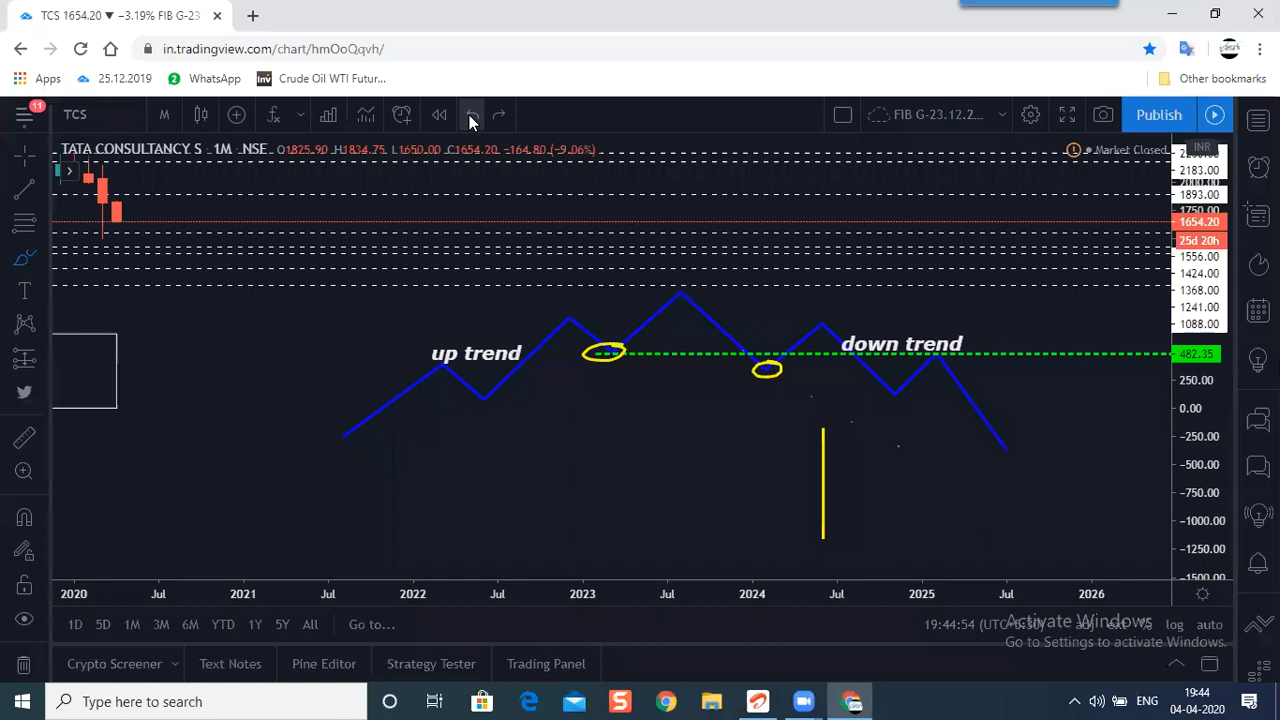 TCS 1654.20 ▼ −3.19% FIB G-23
in.tradingview.com/chart/hmOoQqvh/
Apps 25.12.2019 2 WhatsApp Inv Crude Oil WTI Futur... Other bookmarks
11 TCS M FIB G-23.12.2... Publish
TATA CONSULTANCY S 1M NSE O1825.90 H1834.75 L1650.00 C1654.20 −164.80 (−9.06%) Market Closed INR
2183.00
2000.00
1893.00
1750.00
1654.20
25d 20h
1556.00
1424.00
1368.00
1241.00
1088.00
up trend
down trend
482.35
250.00
0.00
−250.00
−500.00
−750.00
−1000.00
−1250.00
−1500.00
2020 Jul 2021 Jul 2022 Jul 2023 Jul 2024 Jul 2025 Jul 2026
1D 5D 1M 3M 6M YTD 1Y 5Y All Go to... 19:44:54 (UTC+5:30) ext % log auto
Activate Windows
Go to Settings to activate Windows.
Crypto Screener Text Notes Pine Editor Strategy Tester Trading Panel
Type here to search S ENG 19:44
04-04-2020